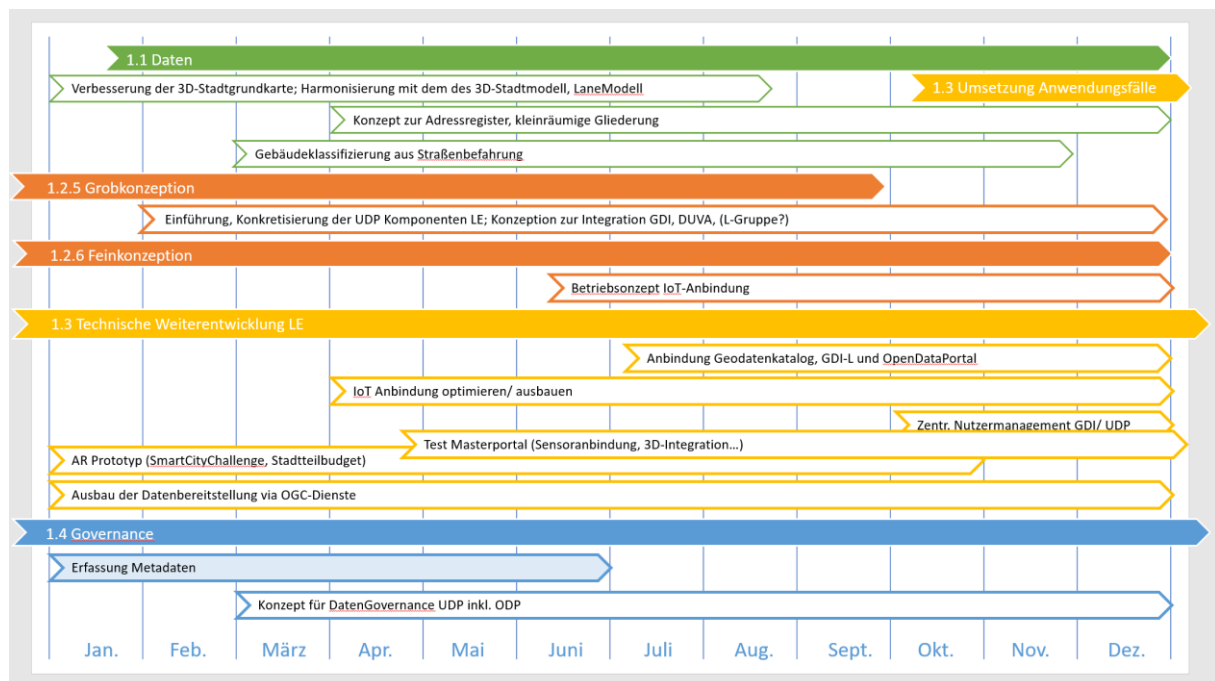 1.1 Daten
Verbesserung der 3D-Stadtgrundkarte; Harmonisierung mit dem des 3D-Stadtmodell, LaneModell
1.3 Umsetzung Anwendungsfälle
Konzept zur Adressregister, kleinräumige Gliederung
Gebäudeklassifizierung aus Straßenbefahrung
1.2.5 Grobkonzeption
Einführung, Konkretisierung der UDP Komponenten LE; Konzeption zur Integration GDI, DUVA, (L-Gruppe?)
1.2.6 Feinkonzeption
Betriebsonzept IoT-Anbindung
1.3 Technische Weiterentwicklung LE
Anbindung Geodatenkatalog, GDI-L und OpenDataPortal
IoT Anbindung optimieren/ ausbauen
Zentr. Nutzermanagement GDI/ UDP
Test Masterportal (Sensoranbindung, 3D-Integration...)
AR Prototyp (SmartCityChallenge, Stadtteilbudget)
Ausbau der Datenbereitstellung via OGC-Dienste
1.4 Governance
Erfassung Metadaten
Konzept für DatenGovernance UDP inkl. ODP
Jan. Feb. März Apr. Mai Juni Juli Aug. Sept. Okt. Nov. Dez.